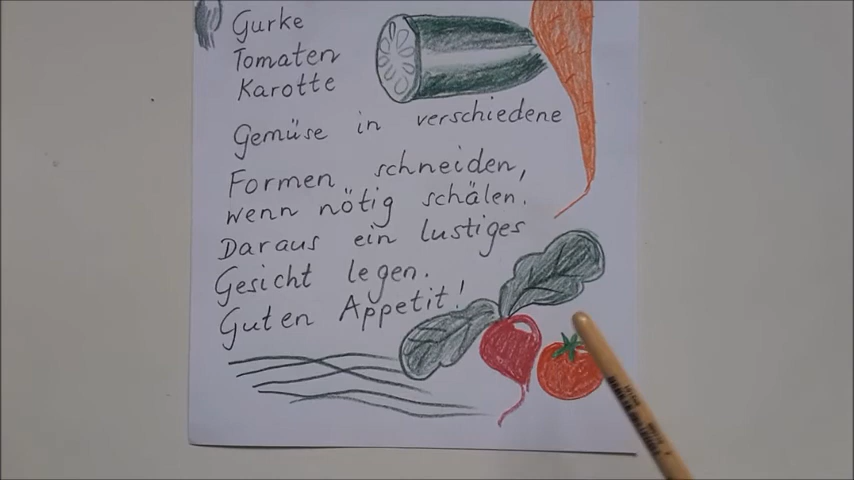 Gurke
Tomaten
Karotte
Gemüse in verschiedene
Formen schneiden,
wenn nötig schälen.
Daraus ein lustiges
Gesicht legen.
Guten Appetit!